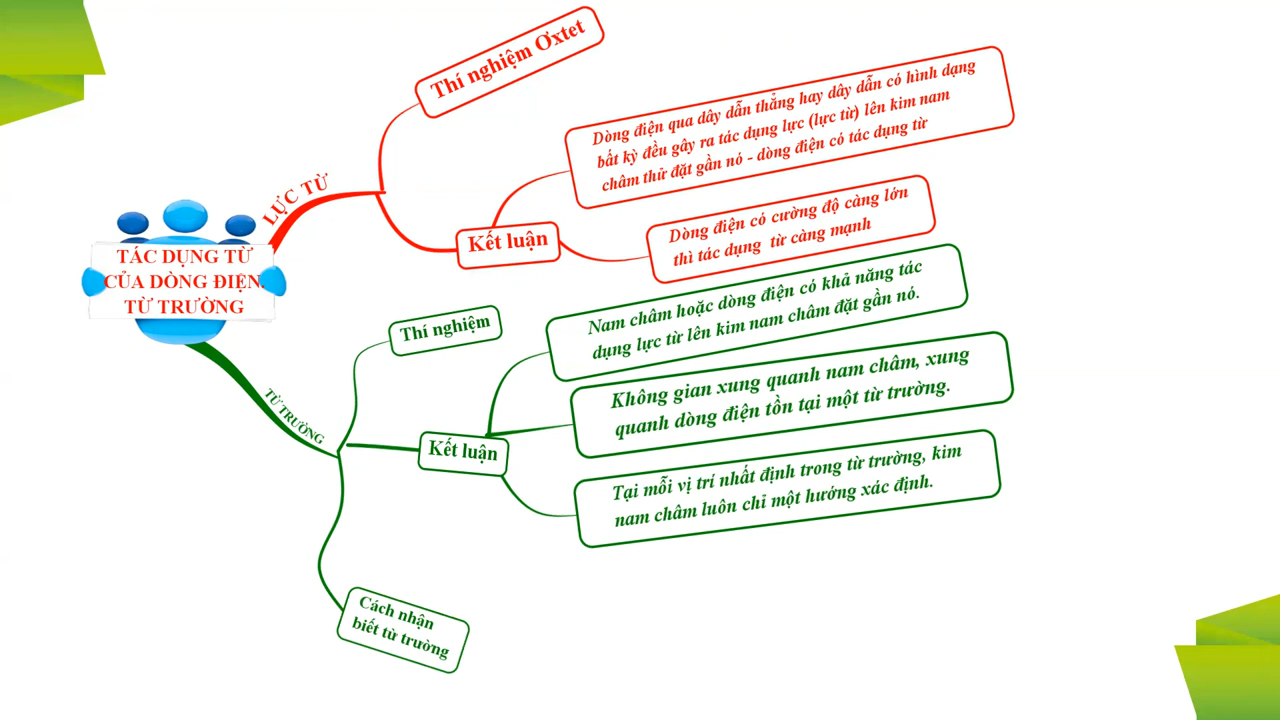 TÁC DỤNG TỪ
CỦA DÒNG ĐIỆN.
TỪ TRƯỜNG
LỰC TỪ
Thí nghiệm Ơxtet
Kết luận
Dòng điện qua dây dẫn thẳng hay dây dẫn có hình dạng
bất kỳ đều gây ra tác dụng lực (lực từ) lên kim nam
châm thử đặt gần nó - dòng điện có tác dụng từ
Dòng điện có cường độ càng lớn
thì tác dụng từ càng mạnh
TỪ TRƯỜNG
Thí nghiệm
Kết luận
Nam châm hoặc dòng điện có khả năng tác
dụng lực từ lên kim nam châm đặt gần nó.
Không gian xung quanh nam châm, xung
quanh dòng điện tồn tại một từ trường.
Tại mỗi vị trí nhất định trong từ trường, kim
nam châm luôn chỉ một hướng xác định.
Cách nhận
biết từ trường